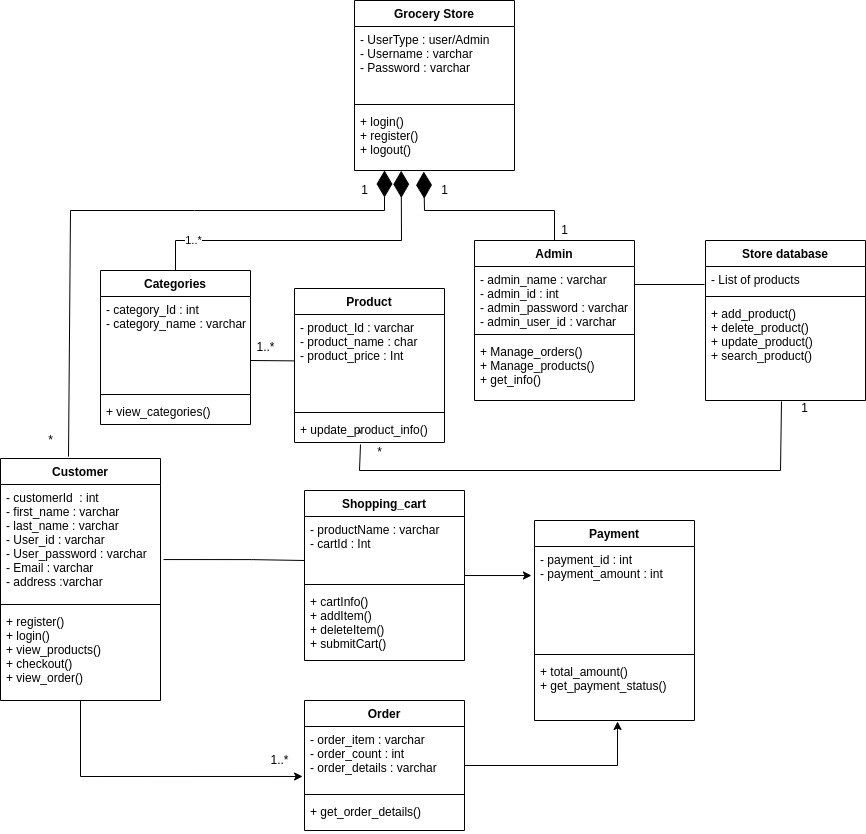 Grocery Store
- UserType : user/Admin
- Username : varchar
- Password : varchar
+ login()
+ register()
+ logout()
1
1
1..*
1
Categories
- category_Id : int
- category_name : varchar
+ view_categories()
1..*
Product
- product_Id : varchar
- product_name : char
- product_price : Int
+ update_product_info()
*
Admin
- admin_name : varchar
- admin_id : int
- admin_password : varchar
- admin_user_id : varchar
+ Manage_orders()
+ Manage_products()
+ get_info()
Store database
- List of products
+ add_product()
+ delete_product()
+ update_product()
+ search_product()
1
*
Customer
- customerId : int
- first_name : varchar
- last_name : varchar
- User_id : varchar
- User_password : varchar
- Email : varchar
- address :varchar
+ register()
+ login()
+ view_products()
+ checkout()
+ view_order()
Shopping_cart
- productName : varchar
- cartId : Int
+ cartInfo()
+ addItem()
+ deleteItem()
+ submitCart()
Payment
- payment_id : int
- payment_amount : int
+ total_amount()
+ get_payment_status()
1..*
Order
- order_item : varchar
- order_count : int
- order_details : varchar
+ get_order_details()